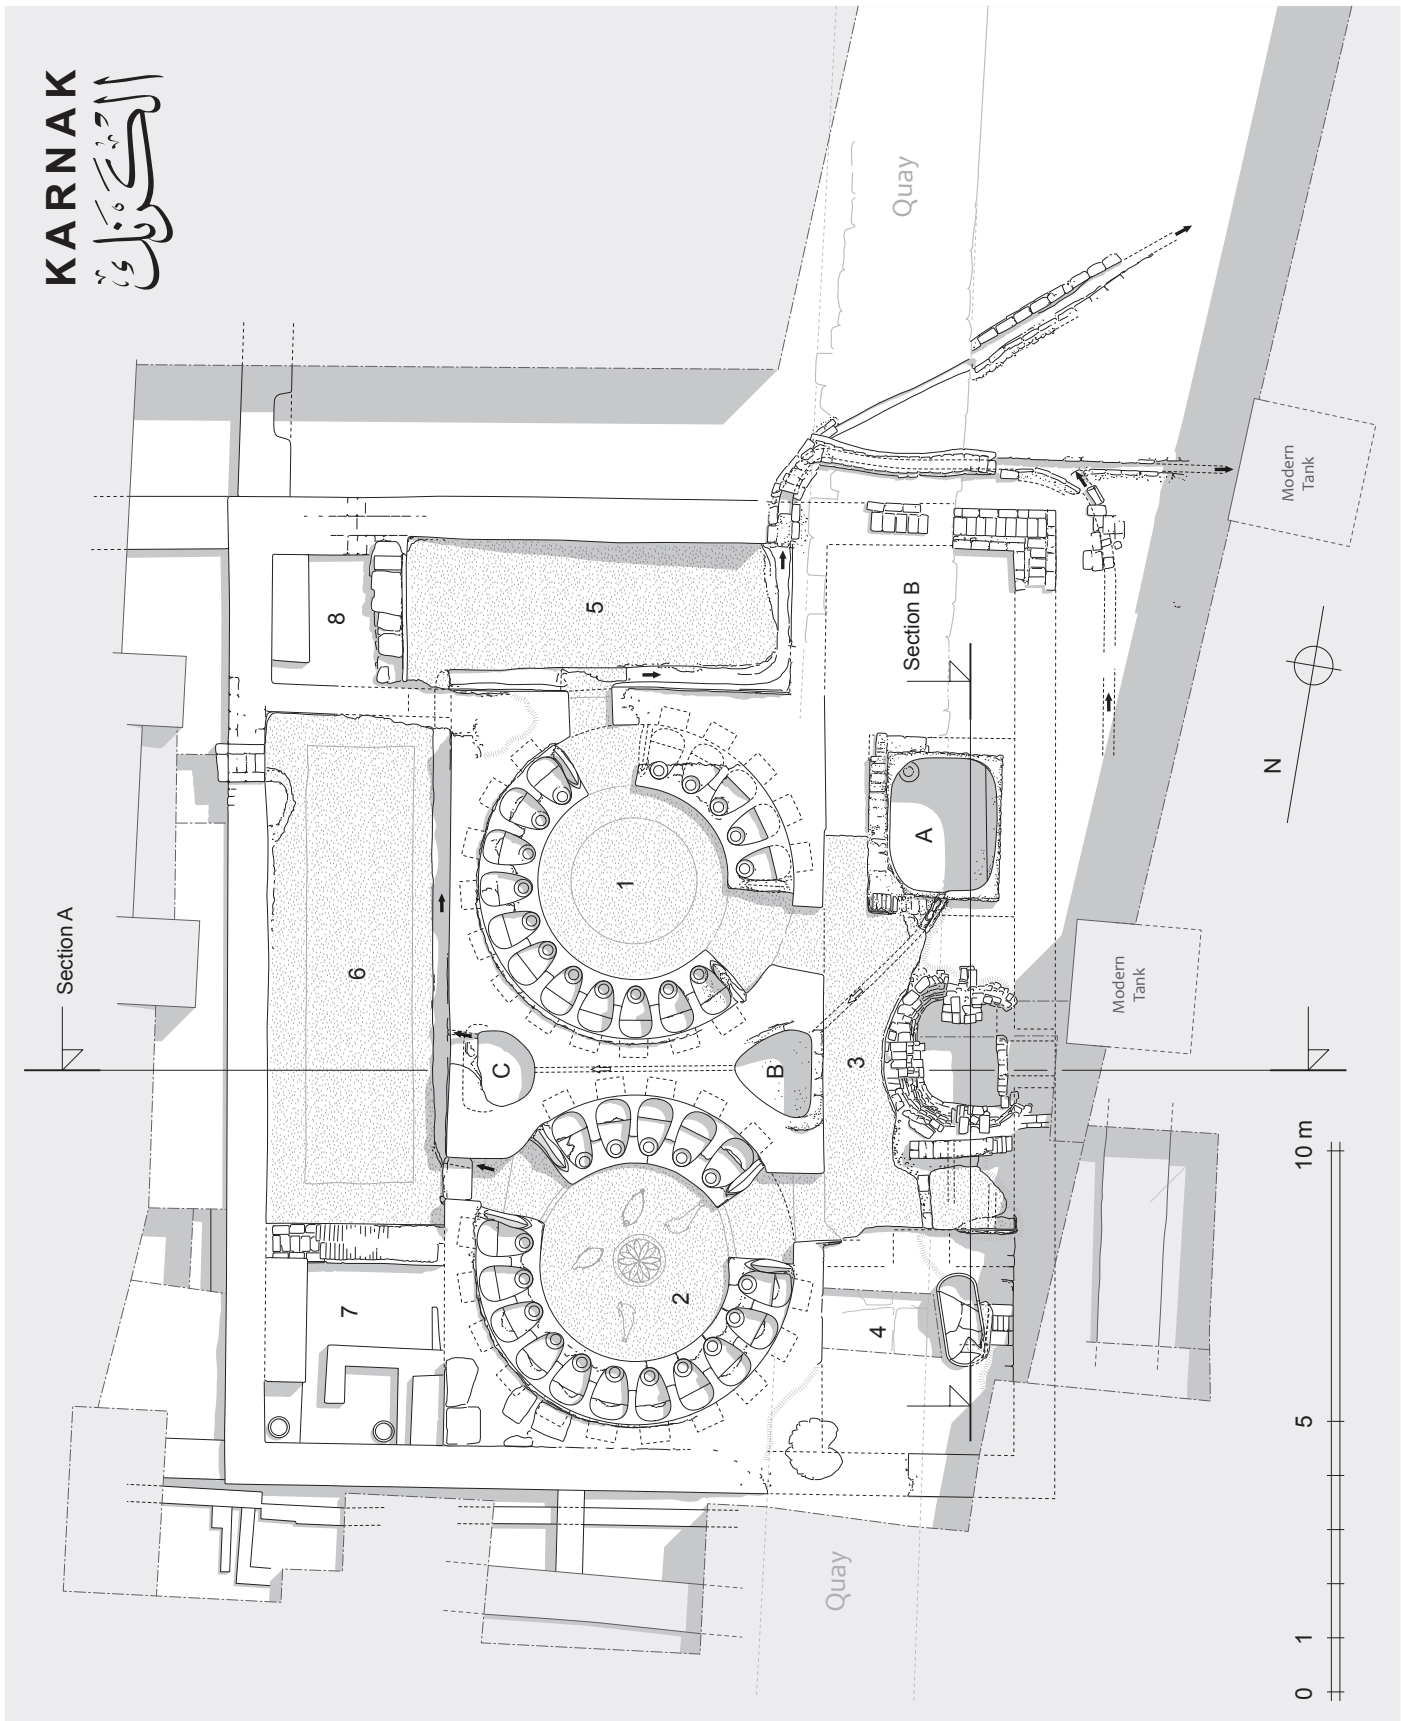 KARNAK
الكرنك
Section A
Quay
Modern
Tank
8
5
Section B
6
1
A
N
C
B
3
Modern
Tank
7
2
4
Quay
0
1
5
10 m